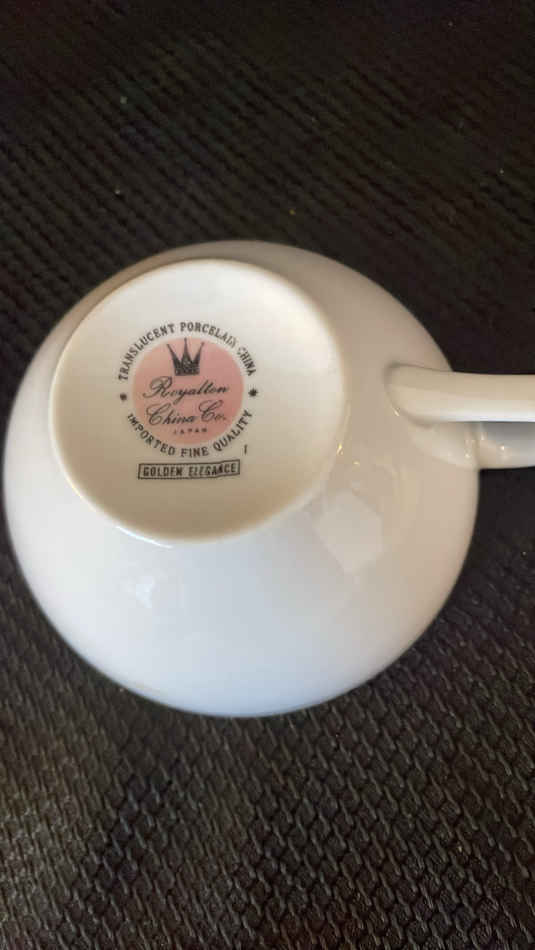 TRANSLUCENT PORCELAIN CHINA
Royalton
China Co.
JAPAN
IMPORTED FINE QUALITY
GOLDEN ELEGANCE